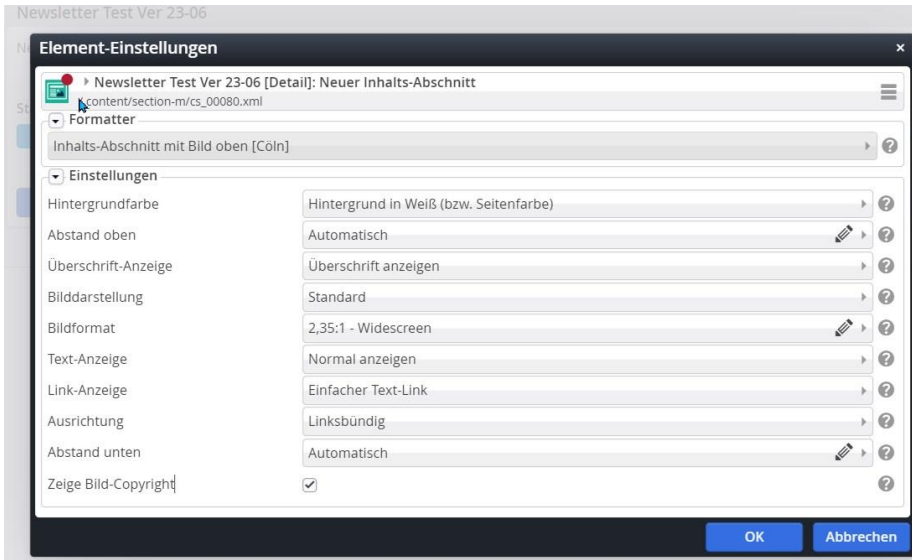 Newsletter Test Ver 23-06
Element-Einstellungen
Newsletter Test Ver 23-06 [Detail]: Neuer Inhalts-Abschnitt
content/section-m/cs_00080.xml
Formatter
Inhalts-Abschnitt mit Bild oben [Cöln]
Einstellungen
Hintergrundfarbe Hintergrund in Weiß (bzw. Seitenfarbe)
Abstand oben Automatisch
Überschrift-Anzeige Überschrift anzeigen
Bilddarstellung Standard
Bildformat 2,35:1 - Widescreen
Text-Anzeige Normal anzeigen
Link-Anzeige Einfacher Text-Link
Ausrichtung Linksbündig
Abstand unten Automatisch
Zeige Bild-Copyright
OK Abbrechen